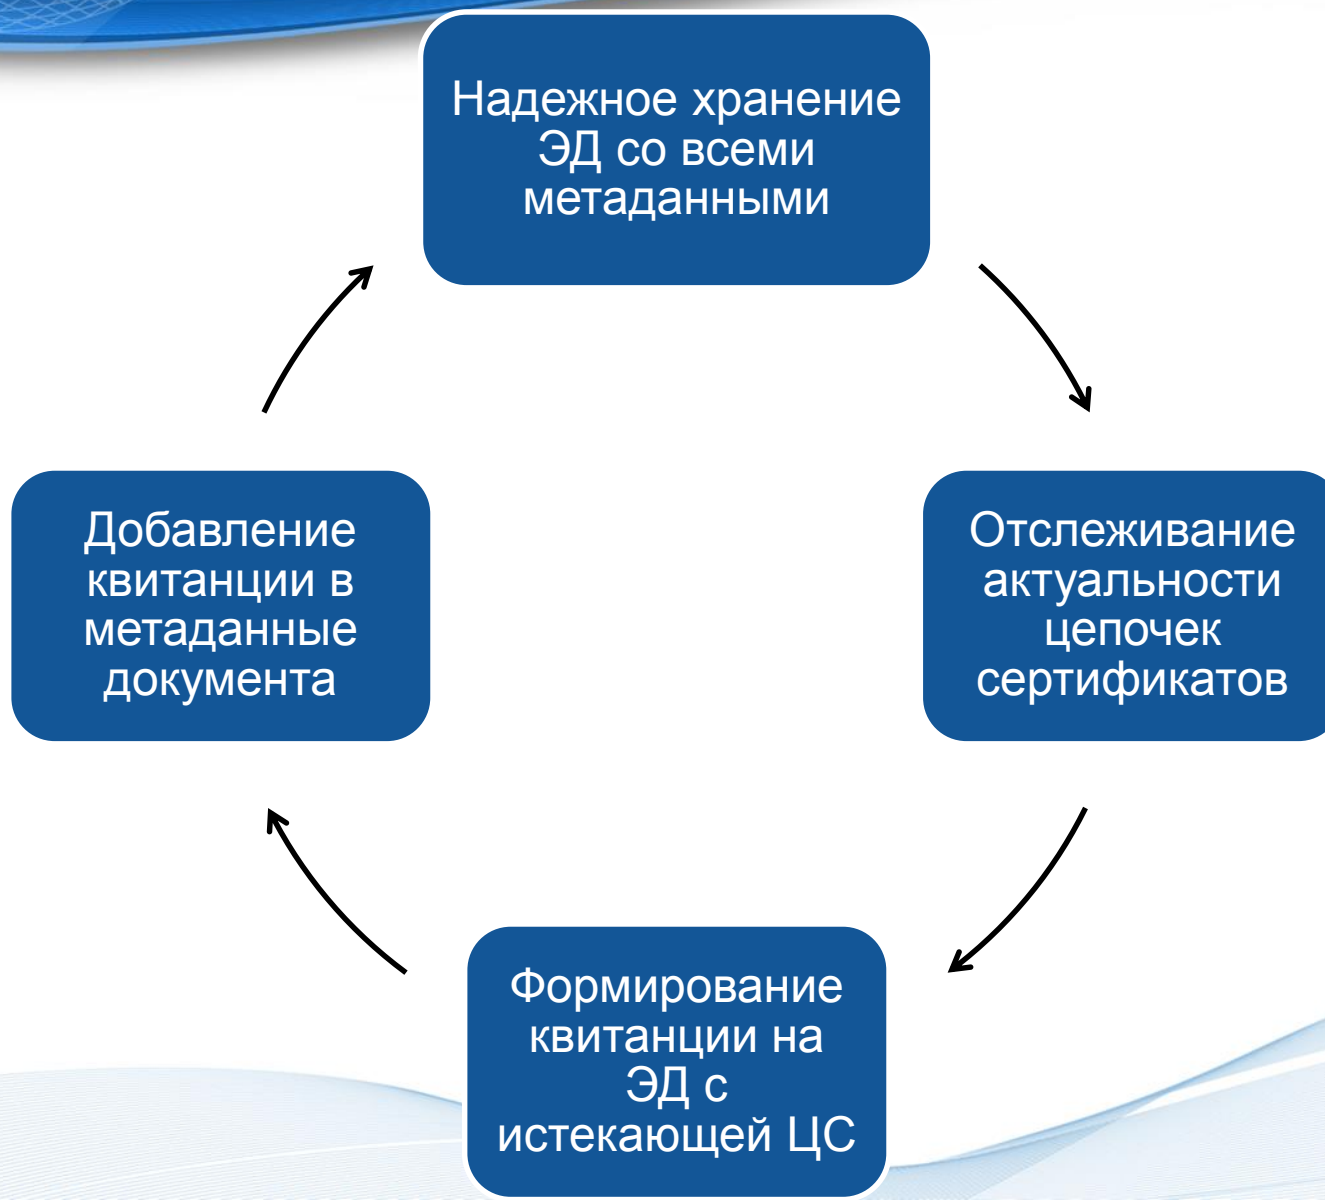 Надежное хранение
ЭД со всеми
метаданными
Отслеживание
актуальности
цепочек
сертификатов
Формирование
квитанции на
ЭД с
истекающей ЦС
Добавление
квитанции в
метаданные
документа